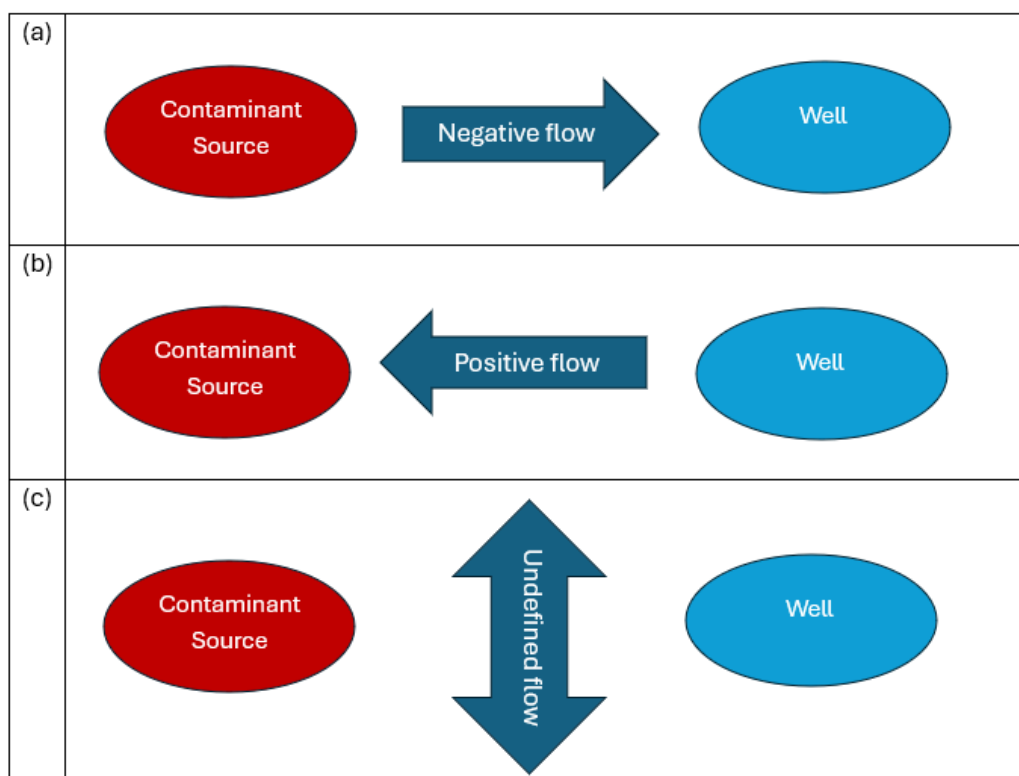 (a)
Contaminant
Source
Negative flow
Well
(b)
Contaminant
Source
Positive flow
Well
(c)
Contaminant
Source
Undefined flow
Well